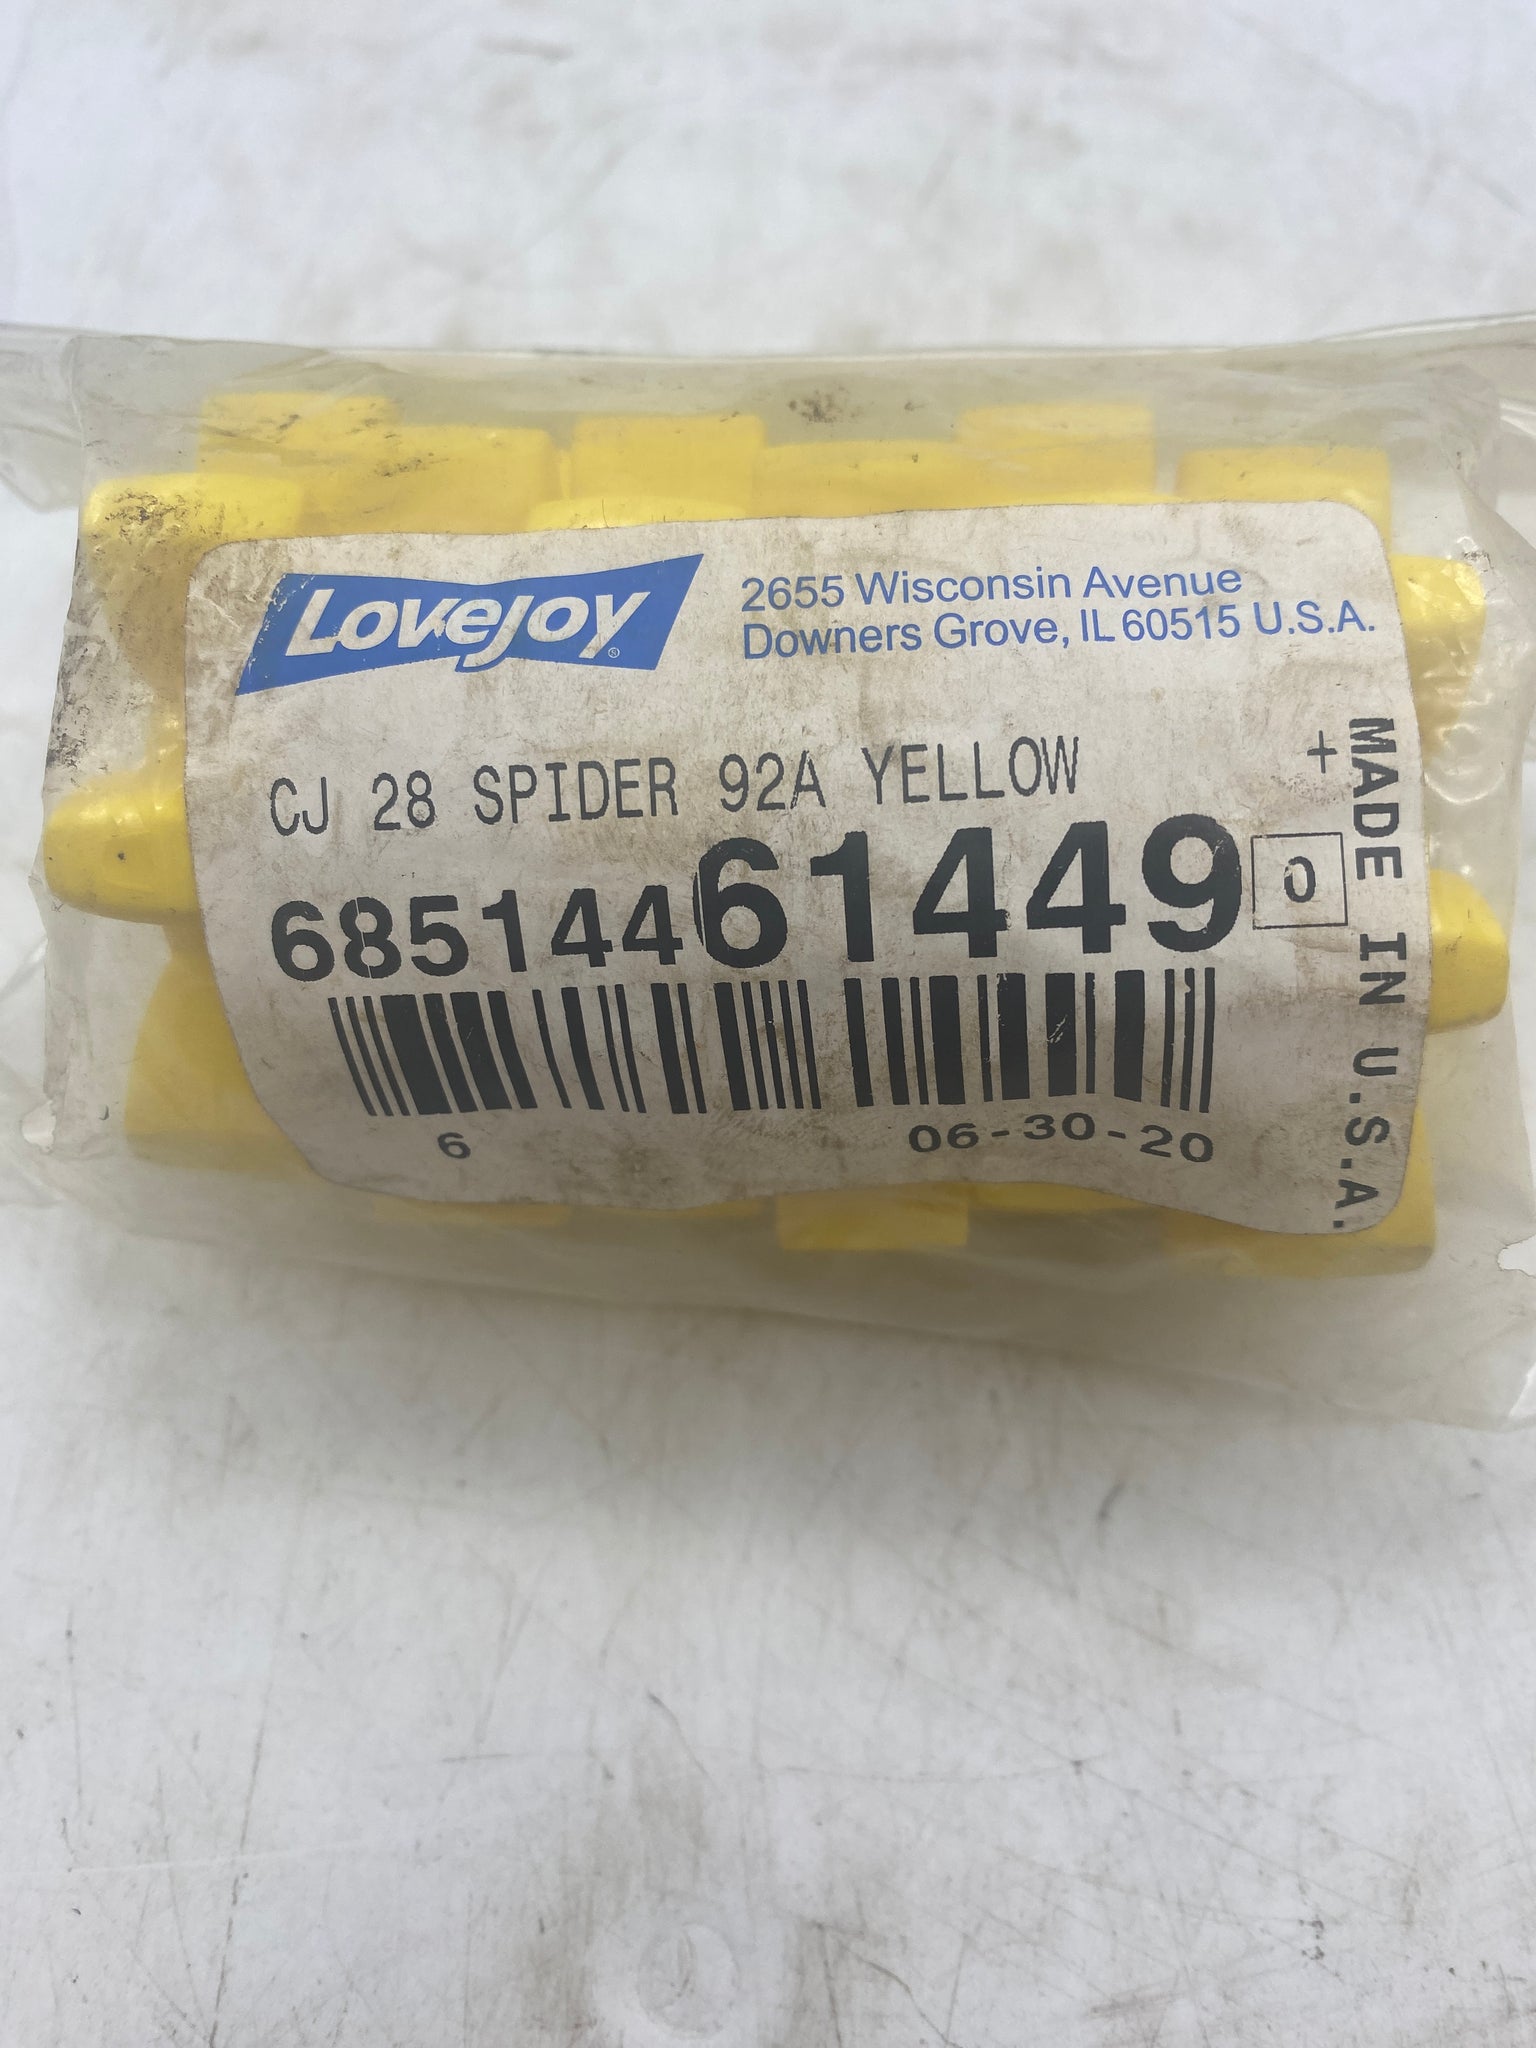 Lovejoy
2655 Wisconsin Avenue
Downers Grove, IL 60515 U.S.A.
CJ 28 SPIDER 92A YELLOW
+
68514461449 0
6
06-30-20
MADE IN U.S.A.